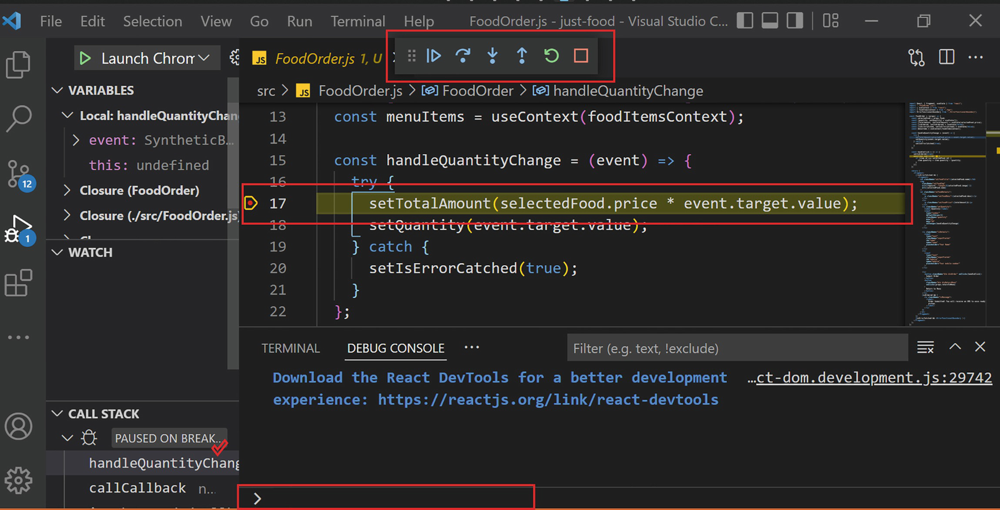 File Edit Selection View Go Run Terminal Help FoodOrder.js - just-food - Visual Studio C...
Launch Chrom
JS FoodOrder.js 1, U
VARIABLES
Local: handleQuantityChan
event: SyntheticB...
this: undefined
Closure (FoodOrder)
Closure (./src/FoodOrder.js)
WATCH
12
1
CALL STACK
PAUSED ON BREAK...
handleQuantityChang
callCallback n...
src > JS FoodOrder.js > FoodOrder > handleQuantityChange
13 const menuItems = useContext(foodItemsContext);
14
15 const handleQuantityChange = (event) => {
16 try {
17 setTotalAmount(selectedFood.price * event.target.value);
18 setQuantity(event.target.value);
19 } catch {
20 setIsErrorCatched(true);
21 }
22 };
TERMINAL DEBUG CONSOLE ... Filter (e.g. text, !exclude)
Download the React DevTools for a better development …ct-dom.development.js:29742
experience: https://reactjs.org/link/react-devtools
>